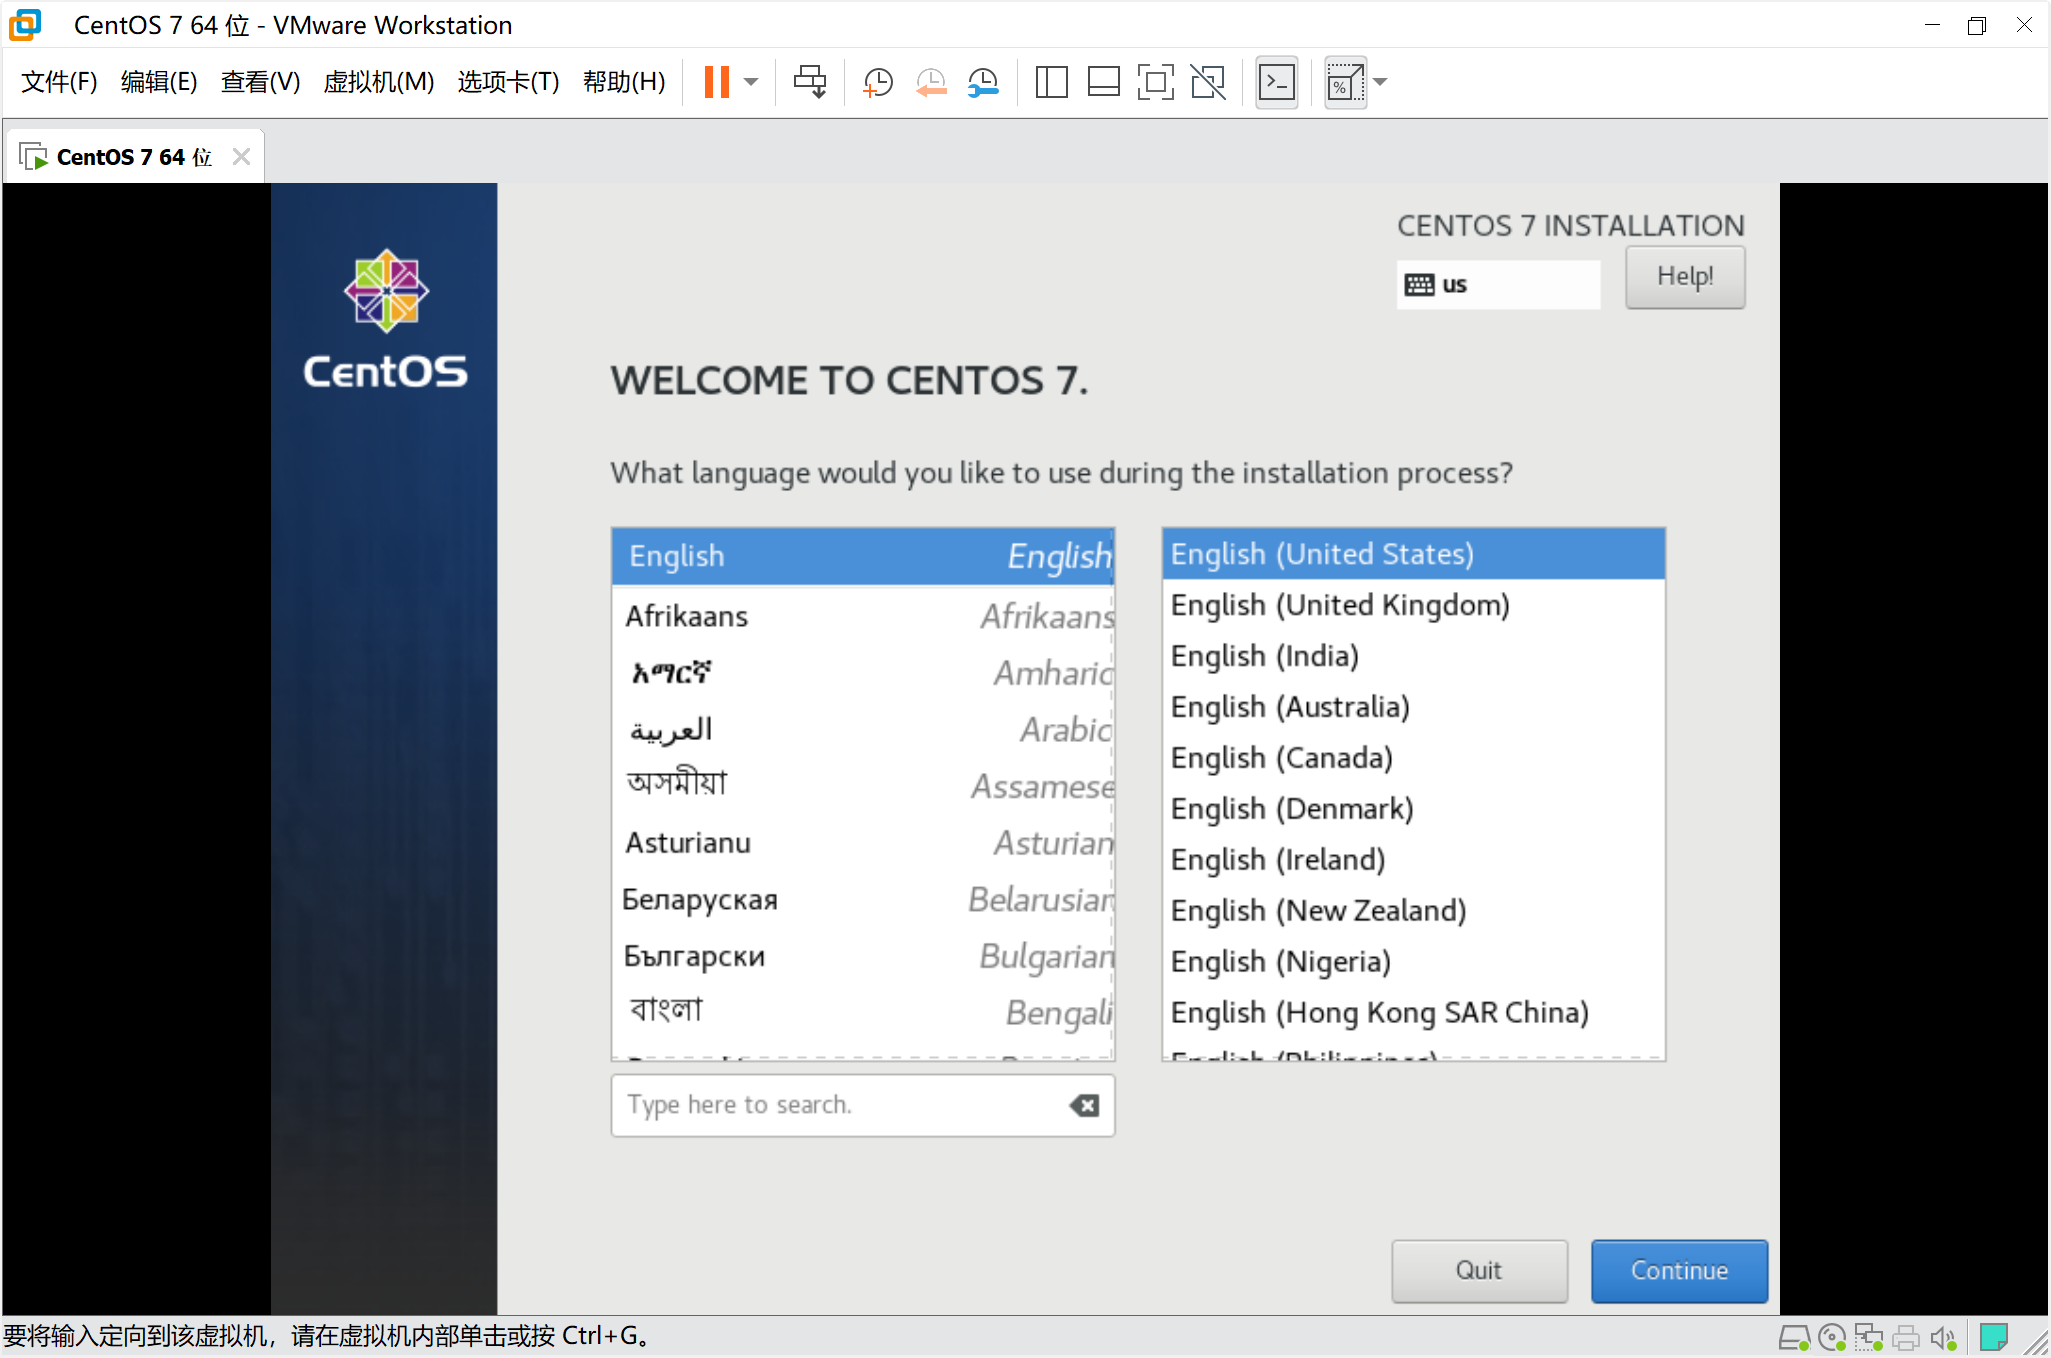 CentOS 7 64 位 - VMware Workstation
文件(F) 编辑(E) 查看(V) 虚拟机(M) 选项卡(T) 帮助(H)
CentOS 7 64 位
CentOS
CENTOS 7 INSTALLATION
us
Help!
WELCOME TO CENTOS 7.
What language would you like to use during the installation process?
English English
Afrikaans Afrikaans
አማርኛ Amharic
العربية Arabic
অসমীয়া Assamese
Asturianu Asturian
Беларуская Belarusian
Български Bulgarian
বাংলা Bengali
English (United States)
English (United Kingdom)
English (India)
English (Australia)
English (Canada)
English (Denmark)
English (Ireland)
English (New Zealand)
English (Nigeria)
English (Hong Kong SAR China)
English (Philippines)
Type here to search.
Quit
Continue
要将输入定向到该虚拟机，请在虚拟机内部单击或按 Ctrl+G。